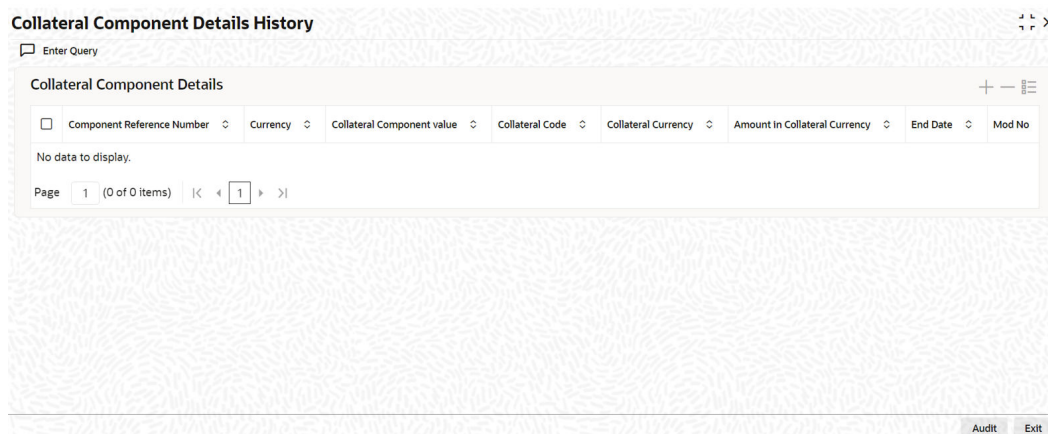 Collateral Component Details History
Enter Query
Collateral Component Details
Component Reference Number Currency Collateral Component value Collateral Code Collateral Currency Amount in Collateral Currency End Date Mod No
No data to display.
Page 1 (0 of 0 items) 1
Audit Exit